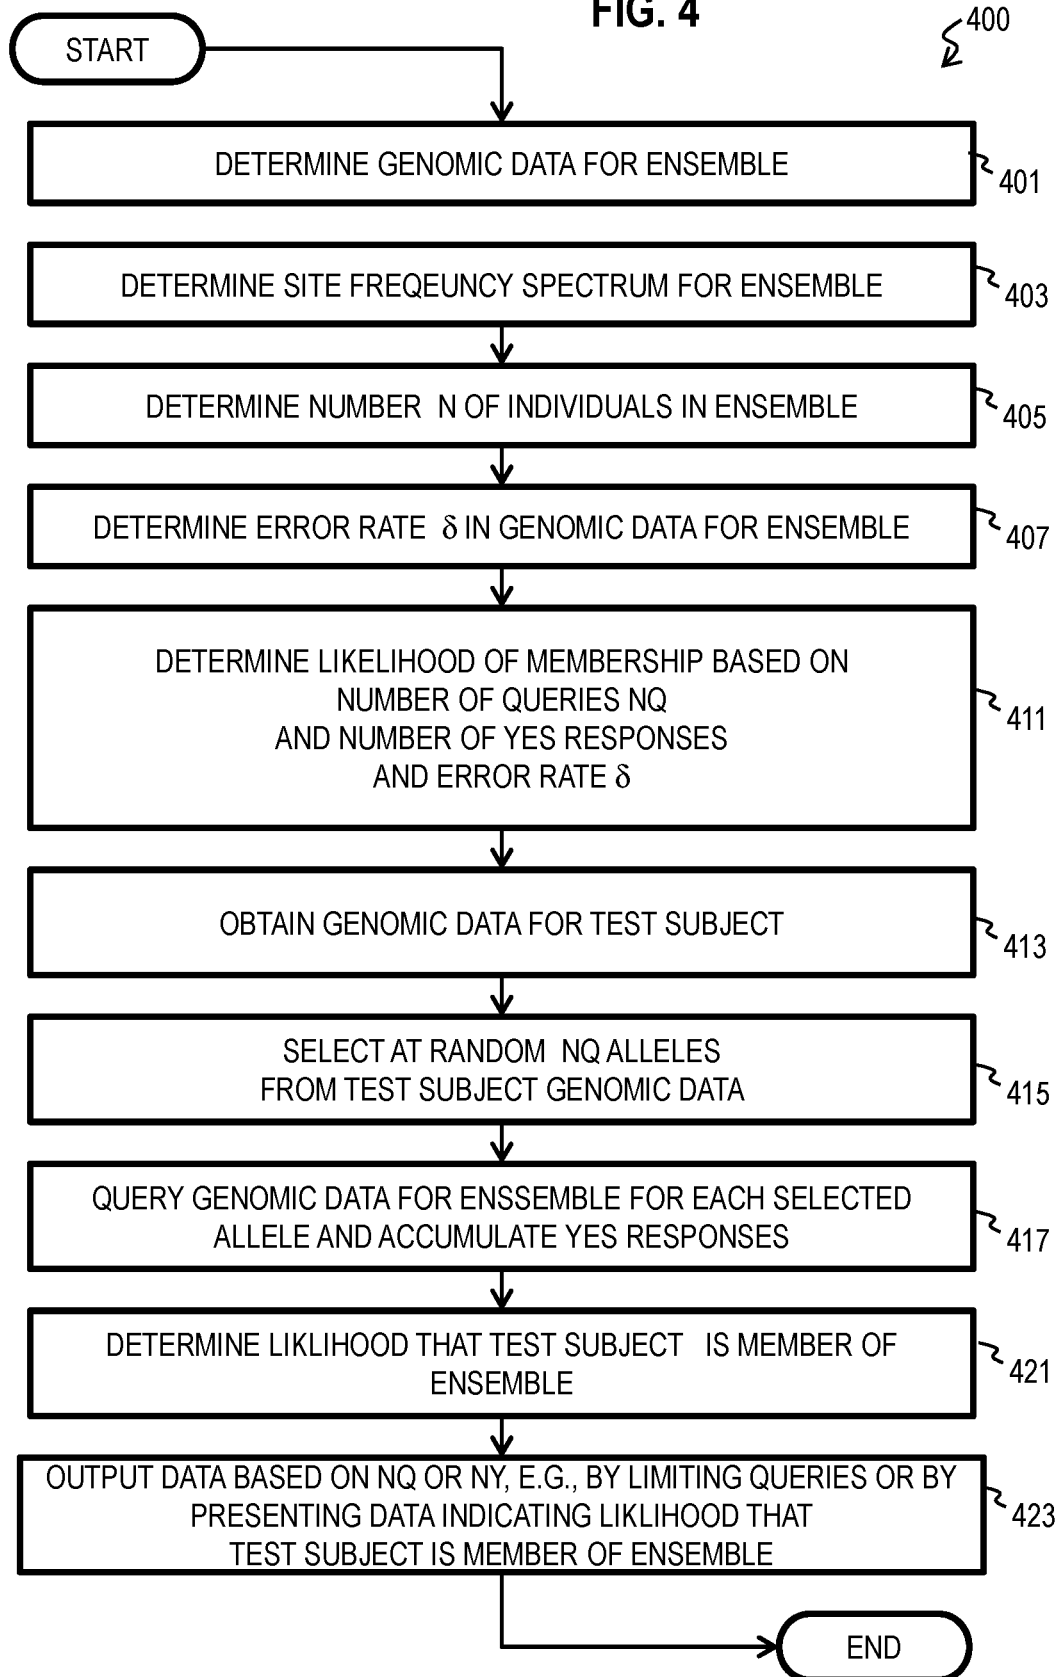 FIG. 4
400
START
DETERMINE GENOMIC DATA FOR ENSEMBLE
401
DETERMINE SITE FREQEUNCY SPECTRUM FOR ENSEMBLE
403
DETERMINE NUMBER N OF INDIVIDUALS IN ENSEMBLE
405
DETERMINE ERROR RATE δ IN GENOMIC DATA FOR ENSEMBLE
407
DETERMINE LIKELIHOOD OF MEMBERSHIP BASED ON
NUMBER OF QUERIES NQ
AND NUMBER OF YES RESPONSES
AND ERROR RATE δ
411
OBTAIN GENOMIC DATA FOR TEST SUBJECT
413
SELECT AT RANDOM NQ ALLELES
FROM TEST SUBJECT GENOMIC DATA
415
QUERY GENOMIC DATA FOR ENSSEMBLE FOR EACH SELECTED
ALLELE AND ACCUMULATE YES RESPONSES
417
DETERMINE LIKLIHOOD THAT TEST SUBJECT IS MEMBER OF
ENSEMBLE
421
OUTPUT DATA BASED ON NQ OR NY, E.G., BY LIMITING QUERIES OR BY
PRESENTING DATA INDICATING LIKLIHOOD THAT
TEST SUBJECT IS MEMBER OF ENSEMBLE
423
END